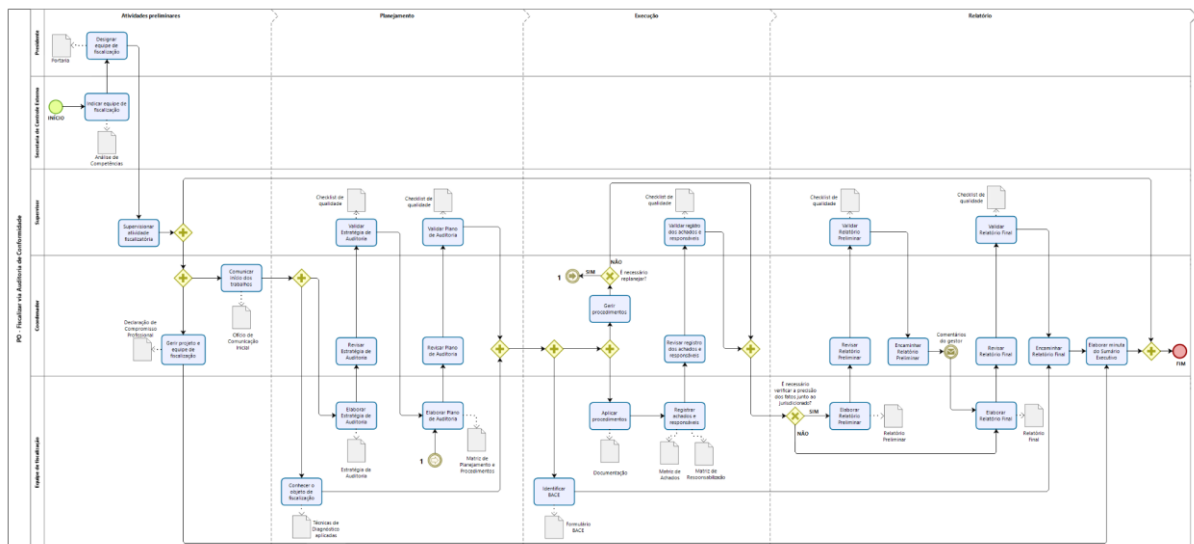 Atividades preliminares
Planejamento
Execução
Relatório
PO - Fiscalizar via Auditoria de Conformidade
Presidente
Secretaria de Controle Externo
Supervisor
Coordenador
Equipe de fiscalização
Designar
equipe de
fiscalização
Portaria
INÍCIO
Indicar equipe de
fiscalização
Análise de
Competências
Supervisionar
atividade
fiscalizatória
Checklist de
qualidade
Validar
Estratégia de
Auditoria
Checklist de
qualidade
Validar Plano
de Auditoria
Checklist de
qualidade
Validar registro
dos achados e
responsáveis
Checklist de
qualidade
Validar
Relatório
Preliminar
Checklist de
qualidade
Validar
Relatório Final
Comunicar
início dos
trabalhos
Ofício de
Comunicação
Inicial
Declaração de
Compromisso
Profissional
Gerir projeto e
equipe de
fiscalização
Revisar
Estratégia de
Auditoria
Revisar Plano
de Auditoria
NÃO
SIM
1
É necessário
replanejar?
Gerir
procedimentos
Revisar registro
dos achados e
responsáveis
Revisar
Relatório
Preliminar
Encaminhar
Relatório
Preliminar
Comentários
do gestor
Revisar
Relatório Final
Encaminhar
Relatório Final
Elaborar minuta
do Sumário
Executivo
FIM
Elaborar
Estratégia de
Auditoria
Estratégia de
Auditoria
Elaborar Plano
de Auditoria
1
Matriz de
Planejamento e
Procedimentos
Conhecer o
objeto da
fiscalização
Técnicas de
Diagnóstico
aplicadas
Aplicar
procedimentos
Documentação
Registrar
achados e
responsáveis
Matriz de
Achados
Matriz de
Responsabilização
Identificar
BACE
Formulário
BACE
É necessário
verificar a precisão
dos fatos junto ao
jurisdicionado?
SIM
NÃO
Elaborar
Relatório
Preliminar
Relatório
Preliminar
Elaborar
Relatório Final
Relatório
Final